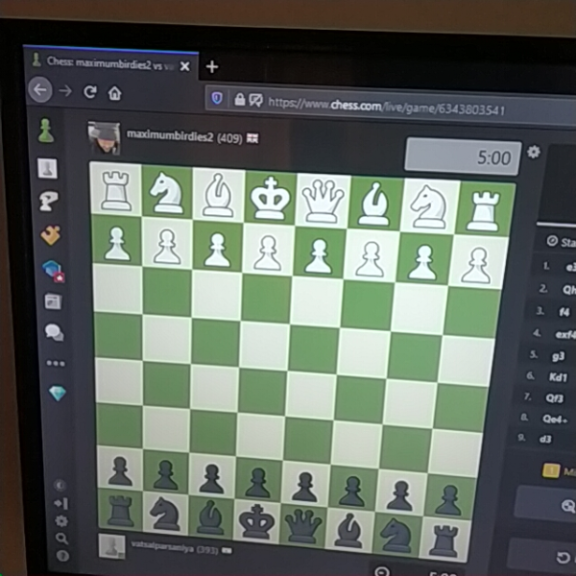 Chess: maximumbirdies2 vs
https://www.chess.com/live/game/6343803541
maximumbirdies2 (409)
5:00
Sta
1. e3
2. Qh
3. f4
4. exf4
5. g3
6. Kd1
7. Qf3
8. Qe4+
9. d3
vatsalparsaniya (393)